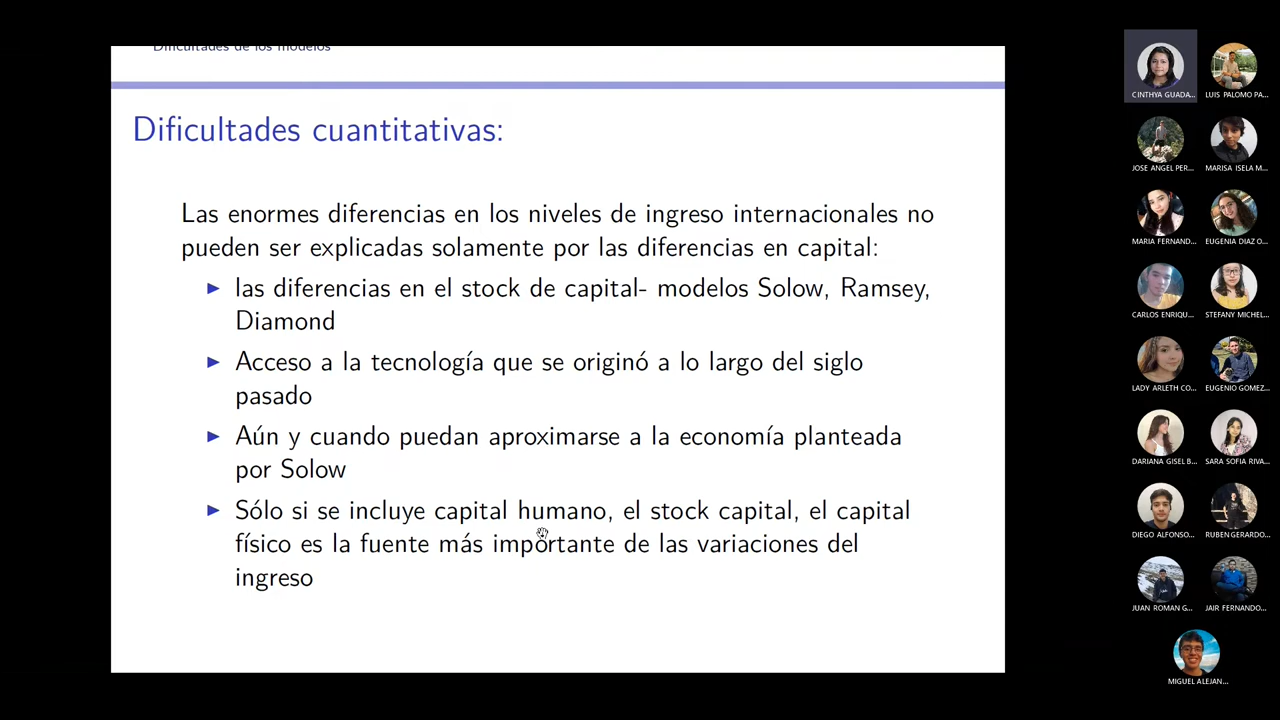 Dificultades de los modelos
Dificultades cuantitativas:
Las enormes diferencias en los niveles de ingreso internacionales no
pueden ser explicadas solamente por las diferencias en capital:
las diferencias en el stock de capital- modelos Solow, Ramsey,
Diamond
Acceso a la tecnología que se originó a lo largo del siglo
pasado
Aún y cuando puedan aproximarse a la economía planteada
por Solow
Sólo si se incluye capital humano, el stock capital, el capital
físico es la fuente más importante de las variaciones del
ingreso
CINTHYA GUADA...
LUIS PALOMO PA...
JOSE ANGEL PER...
MARISA ISELA M...
MARIA FERNAND...
EUGENIA DIAZ O...
CARLOS ENRIQU...
STEFANY MICHEL...
LADY ARLETH CO...
EUGENIO GOMEZ...
DARIANA GISEL B...
SARA SOFIA RIVA...
DIEGO ALFONSO...
RUBEN GERARDO...
JUAN ROMAN G...
JAIR FERNANDO...
MIGUEL ALEJAN...